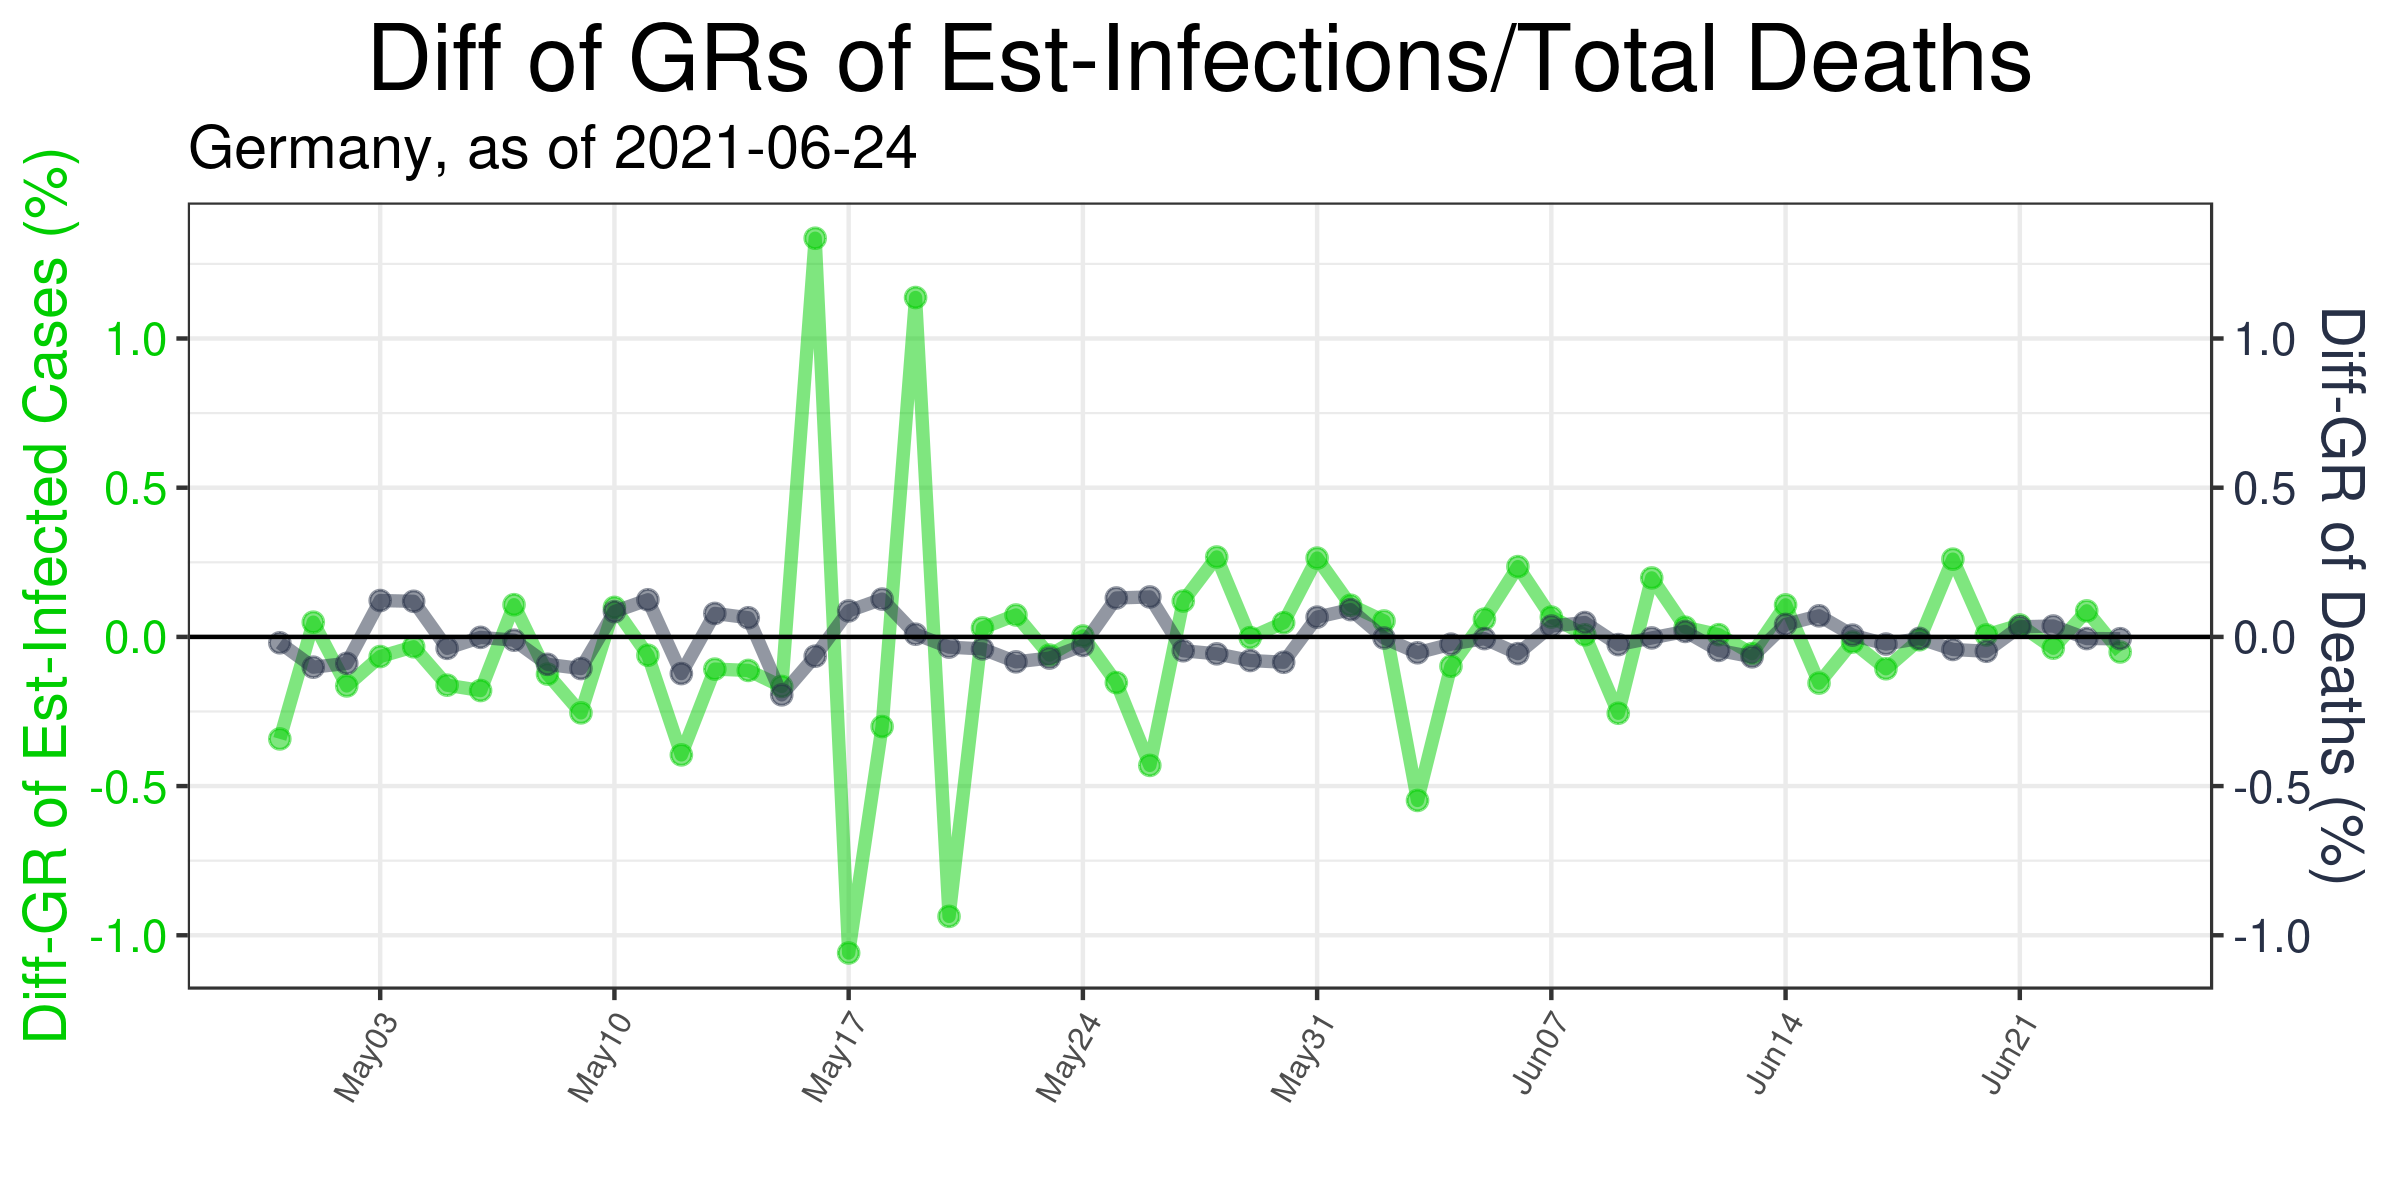 Diff of GRs of Est-Infections/Total Deaths
Germany, as of 2021-06-24
Diff-GR of Est-Infected Cases (%)
1.0
0.5
0.0
-0.5
-1.0
1.0
0.5
0.0
-0.5
-1.0
Diff-GR of Deaths (%)
May03
May10
May17
May24
May31
Jun07
Jun14
Jun21